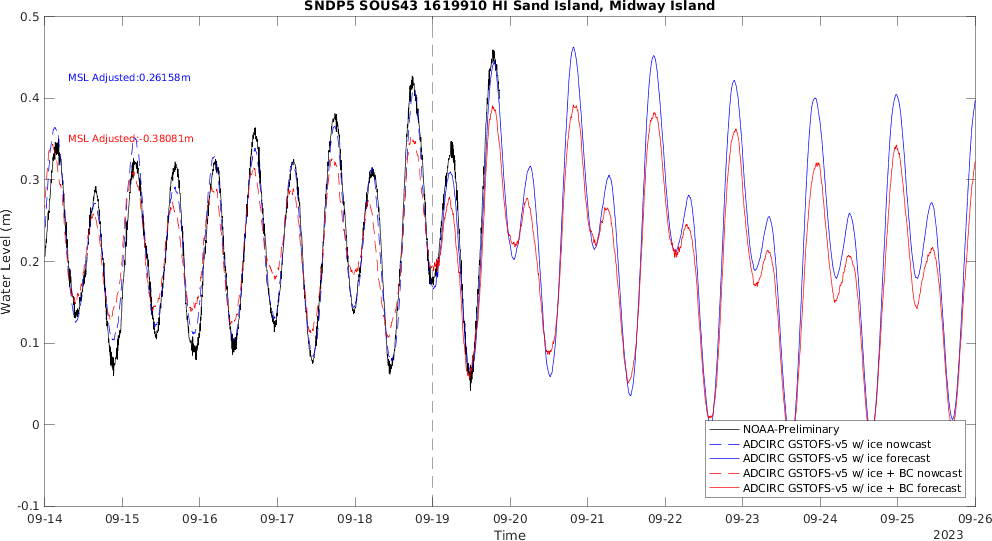 SNDP5 SOUS43 1619910 HI Sand Island, Midway Island
0.5
0.4
0.3
0.2
0.1
0
-0.1
Water Level (m)
MSL Adjusted:0.26158m
MSL Adjusted:-0.38081m
NOAA-Preliminary
ADCIRC GSTOFS-v5 w/ ice nowcast
ADCIRC GSTOFS-v5 w/ ice forecast
ADCIRC GSTOFS-v5 w/ ice + BC nowcast
ADCIRC GSTOFS-v5 w/ ice + BC forecast
09-14 09-15 09-16 09-17 09-18 09-19 09-20 09-21 09-22 09-23 09-24 09-25 09-26
Time
2023